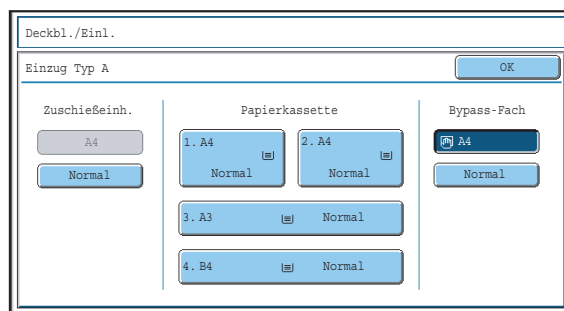 Deckbl./Einl.
Einzug Typ A
OK
Zuschießeinh.
A4
Normal
Papierkassette
1. A4
Normal
2. A4
Normal
3. A3 Normal
4. B4 Normal
Bypass-Fach
A4
Normal